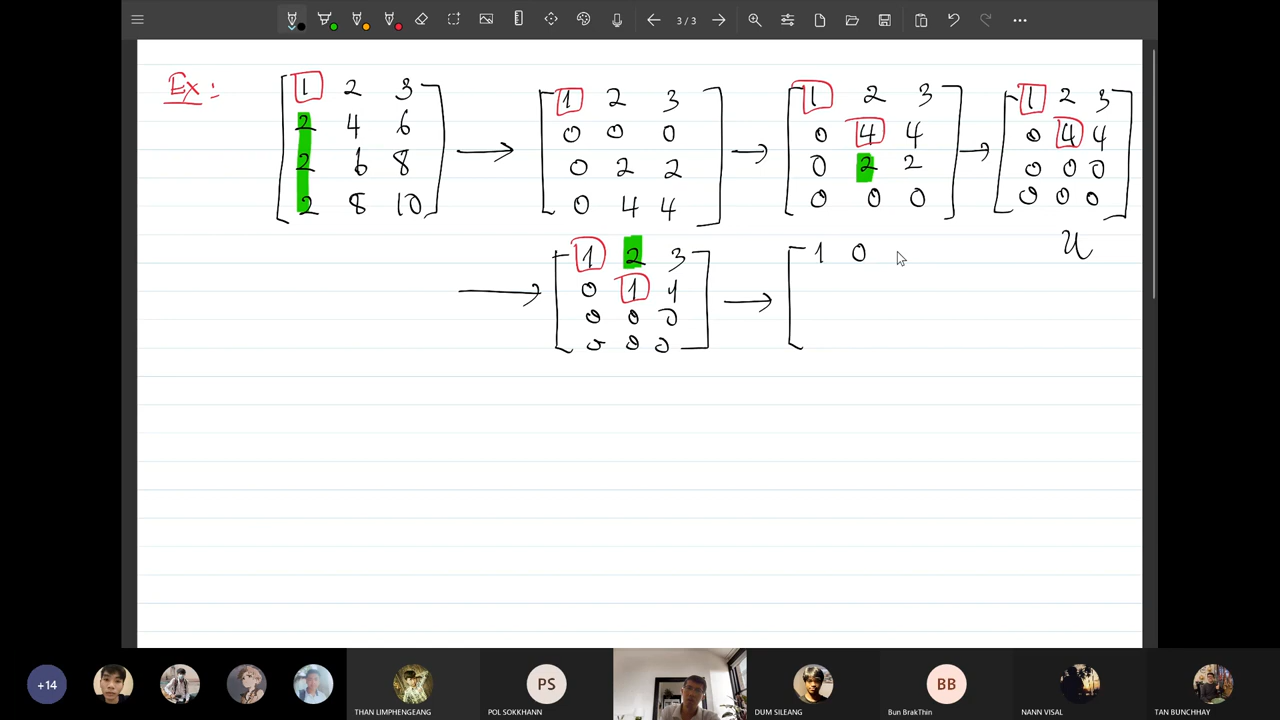 3 / 3
Ex:
1 2 3
2 4 6
2 6 8
2 8 10
1 2 3
0 0 0
0 2 2
0 4 4
1 2 3
0 4 4
0 2 2
0 0 0
1 2 3
0 4 4
0 0 0
0 0 0
U
1 2 3
0 1 1
0 0 0
0 0 0
1 0
+14
THAN LIMPHENGEANG
PS
POL SOKKHANN
DUM SILEANG
BB
Bun BrakThin
NANN VISAL
TAN BUNCHHAY